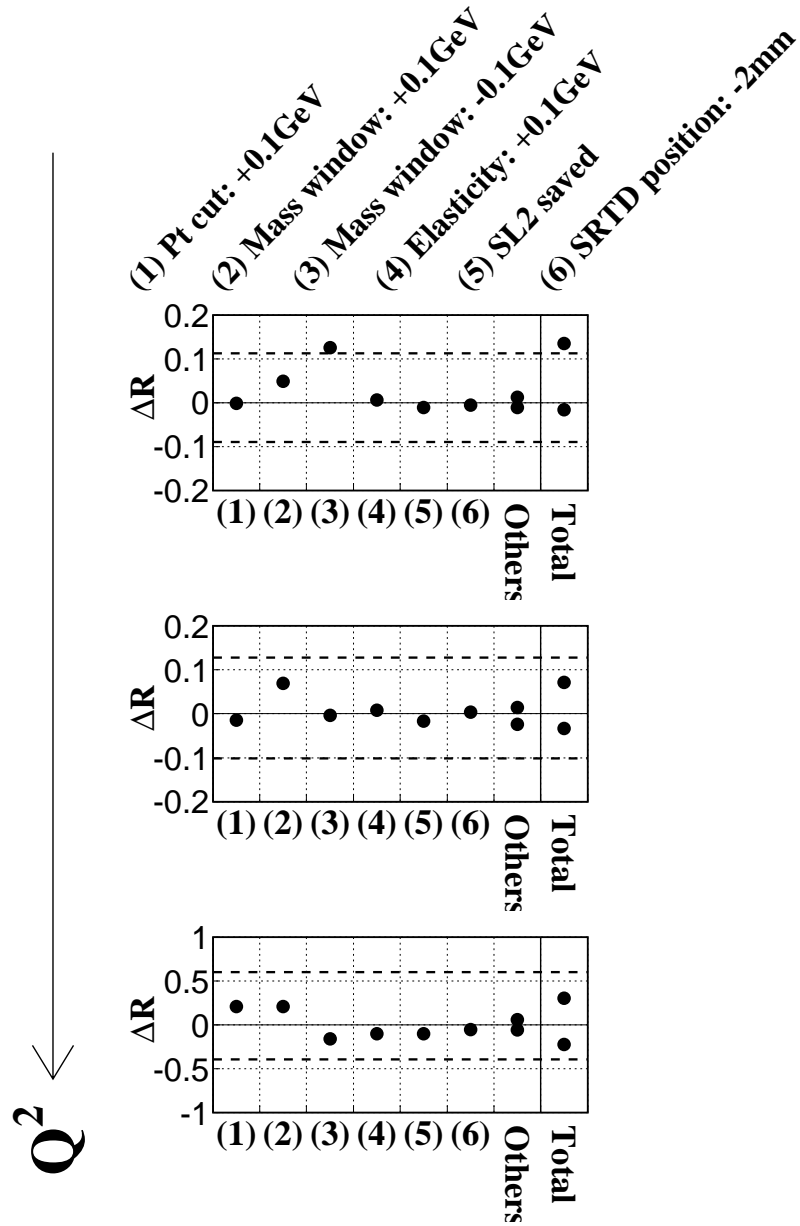 (1) Pt cut: +0.1GeV
(2) Mass window: +0.1GeV
(3) Mass window: -0.1GeV
(4) Elasticity: +0.1GeV
(5) SL2 saved
(6) SRTD position: -2mm
ΔR
0.2
0.1
0
-0.1
-0.2
(1) (2) (3) (4) (5) (6) Others Total
ΔR
0.2
0.1
0
-0.1
-0.2
(1) (2) (3) (4) (5) (6) Others Total
ΔR
1
0.5
0
-0.5
-1
(1) (2) (3) (4) (5) (6) Others Total
Q²